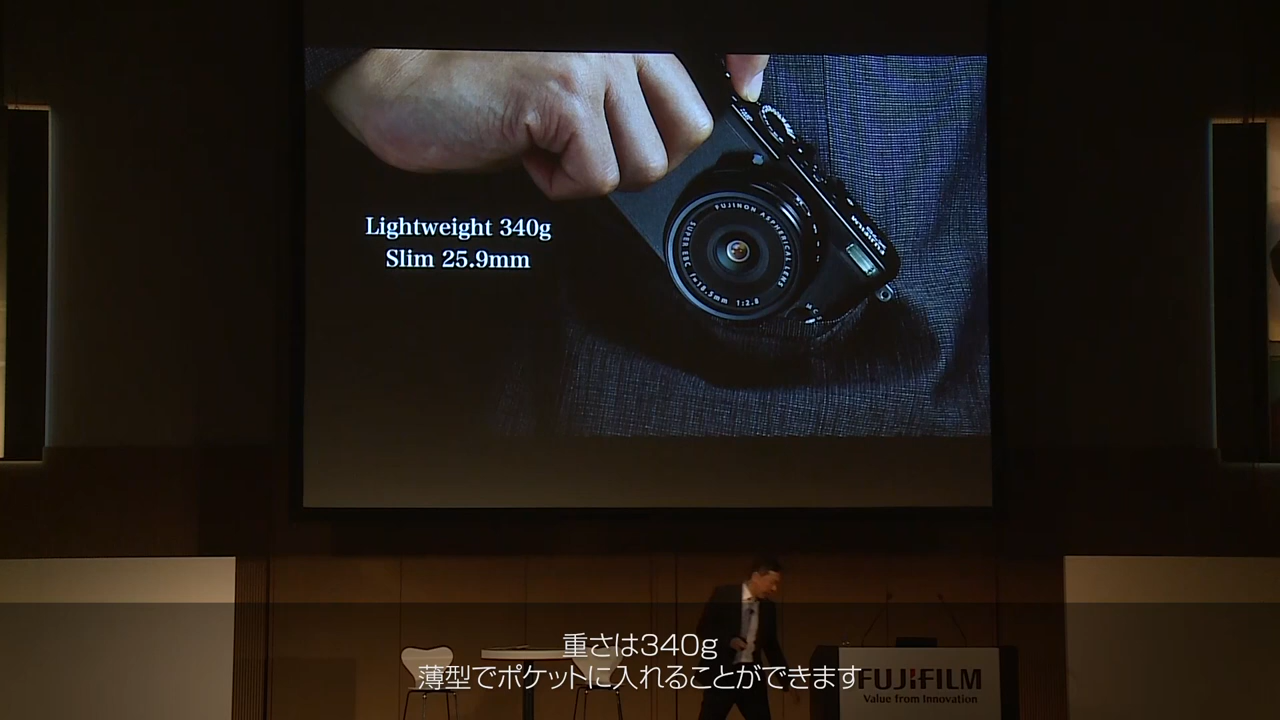 Lightweight 340g
Slim 25.9mm
FUJINON ASPHERICAL LENS
SUPER EBC f=18.5mm 1:2.8
重さは340g
薄型でポケットに入れることができます
FUJIFILM
Value from Innovation